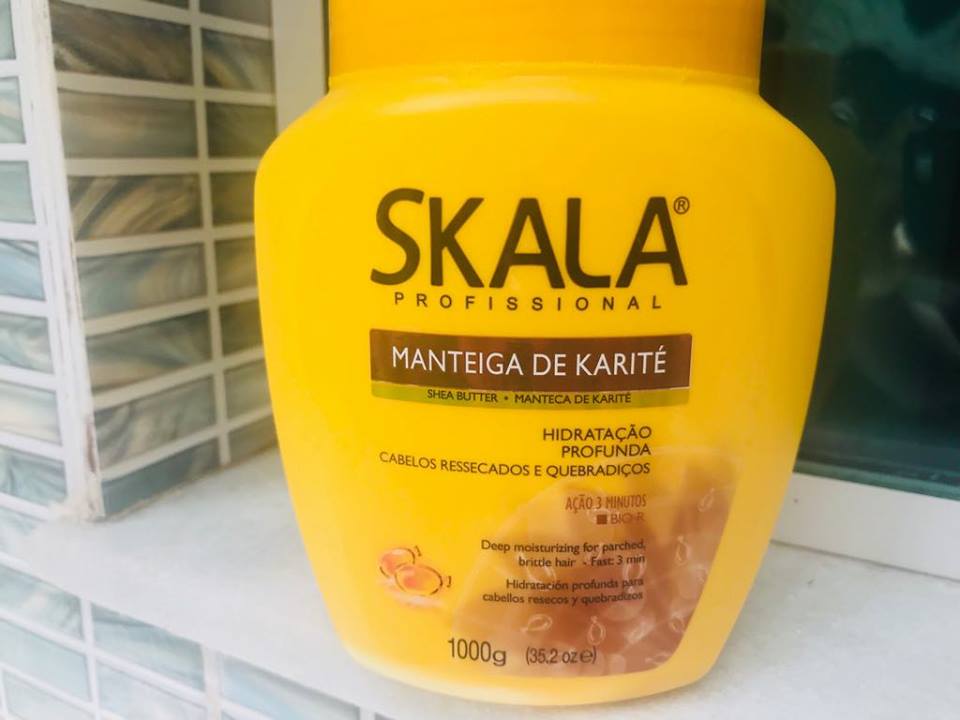 SKALA®
PROFISSIONAL
MANTEIGA DE KARITÉ
SHEA BUTTER • MANTECA DE KARITÉ
HIDRATAÇÃO
PROFUNDA
CABELOS RESSECADOS E QUEBRADIÇOS
AÇÃO 3 MINUTOS
BIO-R
Deep moisturizing for parched,
brittle hair - Fast: 3 min
Hidratación profunda para
cabellos resecos y quebradizos
1000g (35.2 oz e)